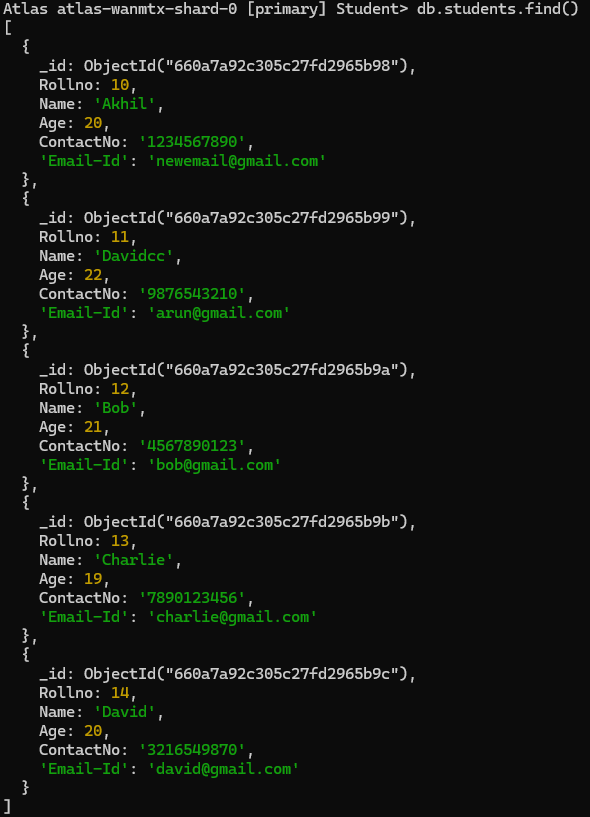 Atlas atlas-wanmtx-shard-0 [primary] Student> db.students.find()
[
  {
    _id: ObjectId("660a7a92c305c27fd2965b98"),
    Rollno: 10,
    Name: 'Akhil',
    Age: 20,
    ContactNo: '1234567890',
    'Email-Id': 'newemail@gmail.com'
  },
  {
    _id: ObjectId("660a7a92c305c27fd2965b99"),
    Rollno: 11,
    Name: 'Davidcc',
    Age: 22,
    ContactNo: '9876543210',
    'Email-Id': 'arun@gmail.com'
  },
  {
    _id: ObjectId("660a7a92c305c27fd2965b9a"),
    Rollno: 12,
    Name: 'Bob',
    Age: 21,
    ContactNo: '4567890123',
    'Email-Id': 'bob@gmail.com'
  },
  {
    _id: ObjectId("660a7a92c305c27fd2965b9b"),
    Rollno: 13,
    Name: 'Charlie',
    Age: 19,
    ContactNo: '7890123456',
    'Email-Id': 'charlie@gmail.com'
  },
  {
    _id: ObjectId("660a7a92c305c27fd2965b9c"),
    Rollno: 14,
    Name: 'David',
    Age: 20,
    ContactNo: '3216549870',
    'Email-Id': 'david@gmail.com'
  }
]